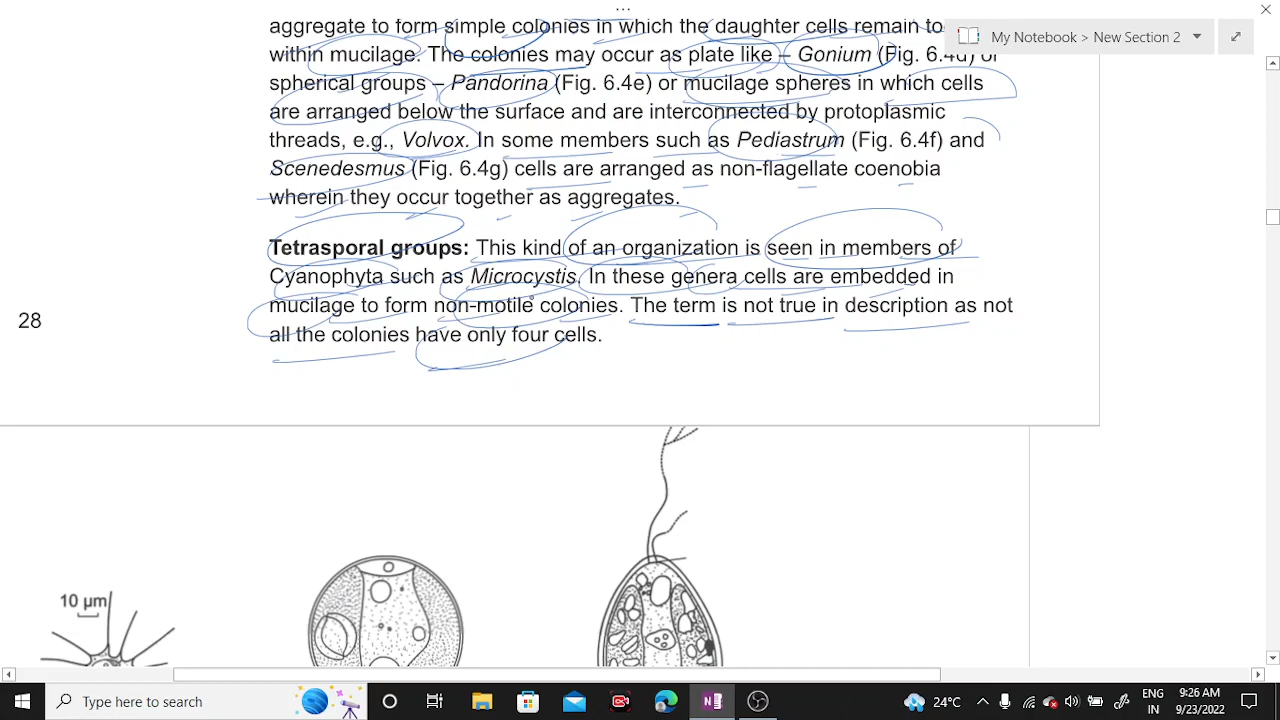 ...
aggregate to form simple colonies in which the daughter cells remain to
My Notebook > New Section 2
within mucilage. The colonies may occur as plate like – Gonium (Fig. 6.4d) or
spherical groups – Pandorina (Fig. 6.4e) or mucilage spheres in which cells
are arranged below the surface and are interconnected by protoplasmic
threads, e.g., Volvox. In some members such as Pediastrum (Fig. 6.4f) and
Scenedesmus (Fig. 6.4g) cells are arranged as non-flagellate coenobia
wherein they occur together as aggregates.
Tetrasporal groups: This kind of an organization is seen in members of
Cyanophyta such as Microcystis. In these genera cells are embedded in
mucilage to form non-motile colonies. The term is not true in description as not
28
all the colonies have only four cells.
10 µm
Type here to search
24°C
ENG
IN
9:26 AM
9/23/2022